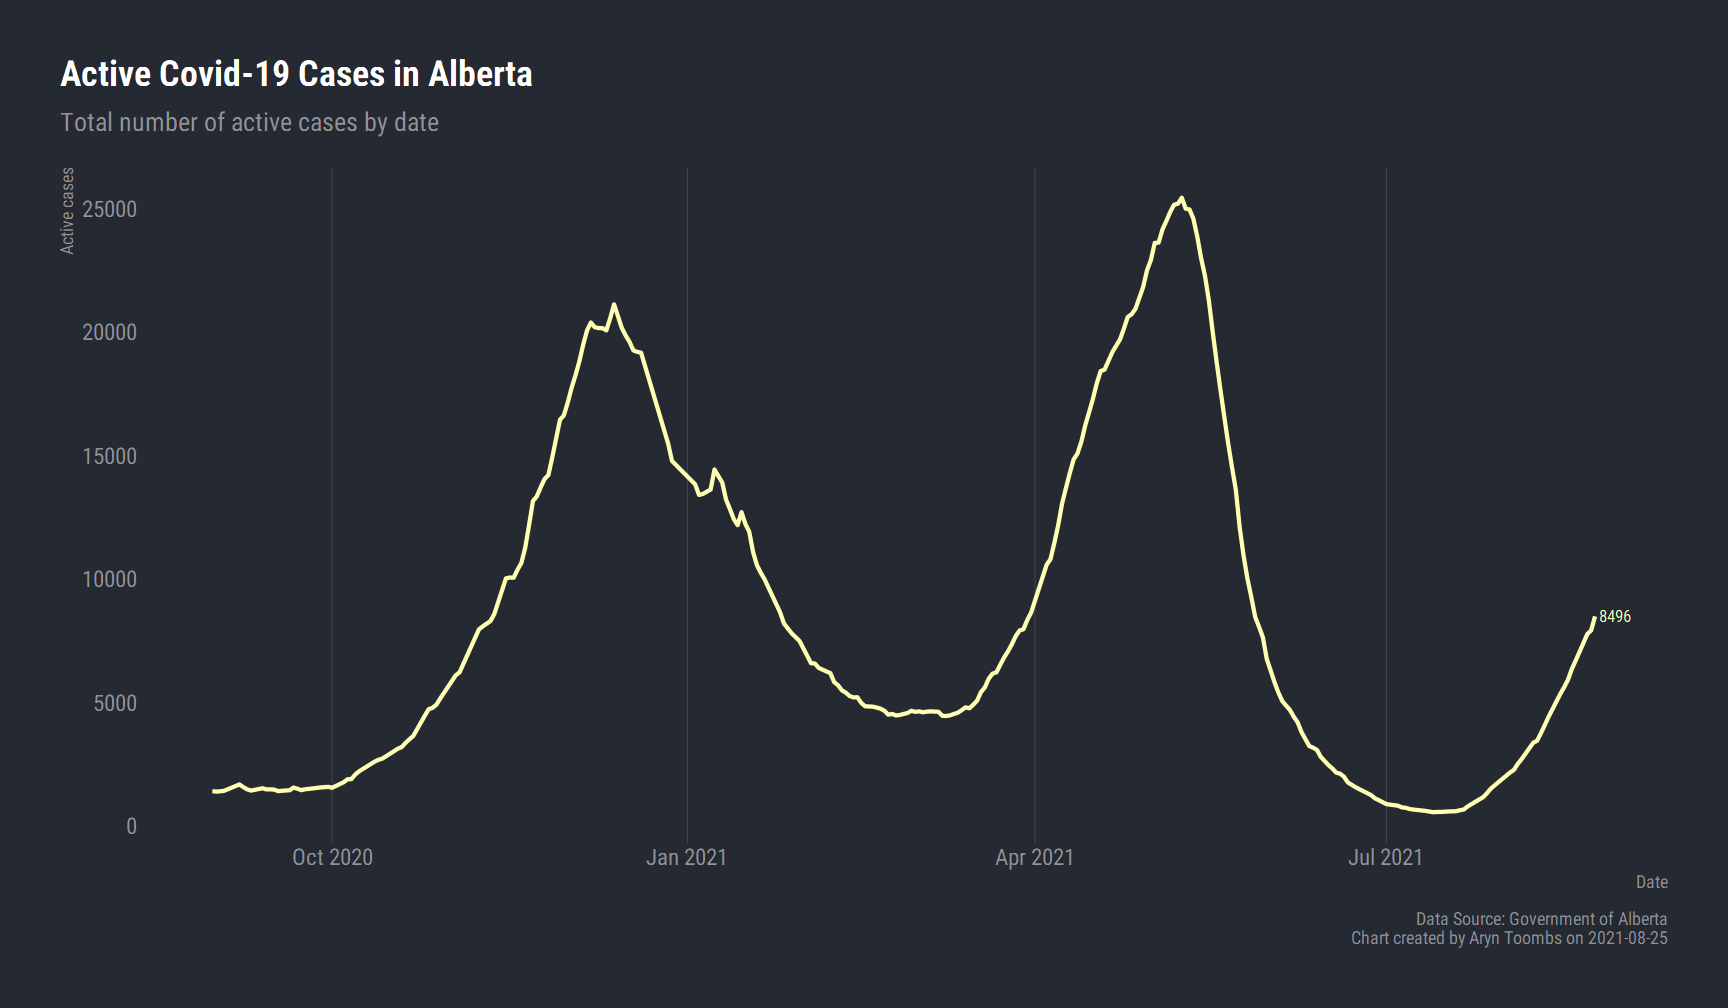 Active Covid-19 Cases in Alberta
Total number of active cases by date
Active cases
25000
20000
15000
10000
5000
0
8496
Oct 2020
Jan 2021
Apr 2021
Jul 2021
Date
Data Source: Government of Alberta
Chart created by Aryn Toombs on 2021-08-25